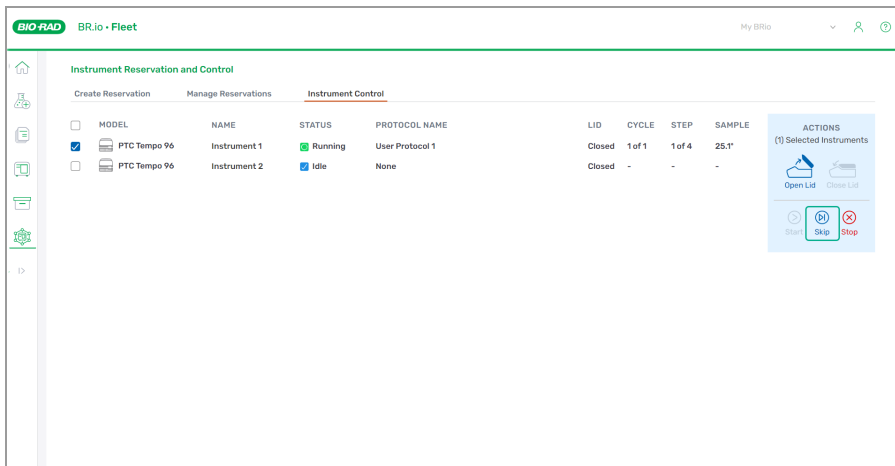 BIO-RAD BR.io • Fleet My BRio
Instrument Reservation and Control
Create Reservation Manage Reservations Instrument Control
MODEL NAME STATUS PROTOCOL NAME LID CYCLE STEP SAMPLE
PTC Tempo 96 Instrument 1 Running User Protocol 1 Closed 1 of 1 1 of 4 25.1°
PTC Tempo 96 Instrument 2 Idle None Closed - - -
ACTIONS
(1) Selected Instruments
Open Lid Close Lid
Start Skip Stop